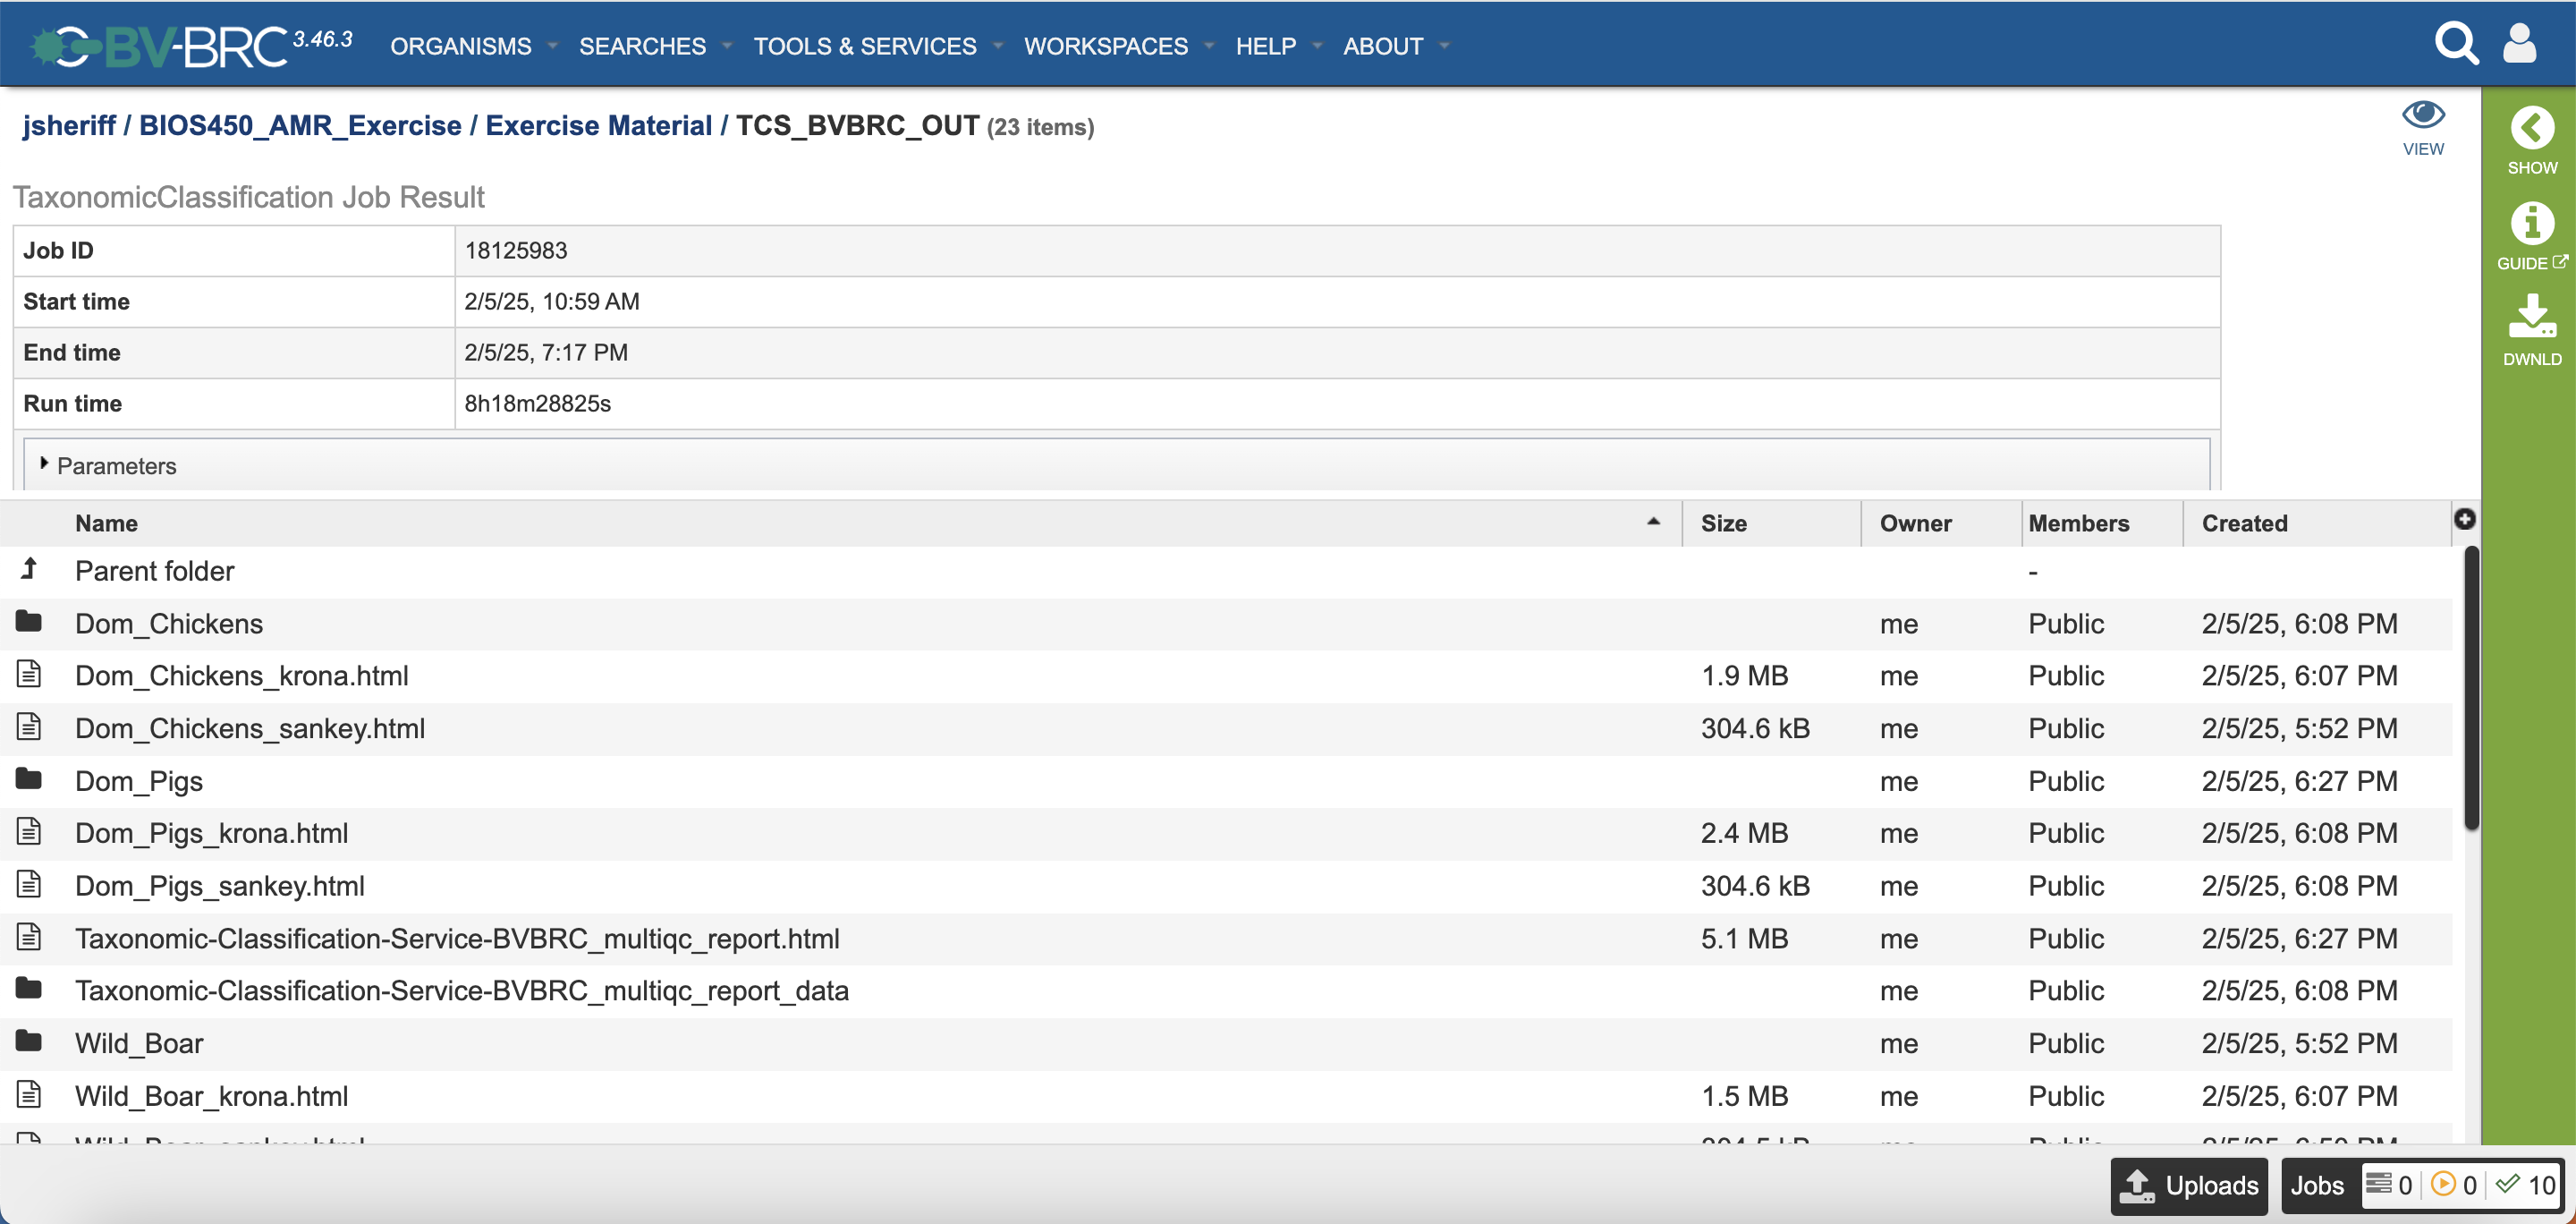 BV-BRC 3.46.3 ORGANISMS SEARCHES TOOLS & SERVICES WORKSPACES HELP ABOUT
jsheriff / BIOS450_AMR_Exercise / Exercise Material / TCS_BVBRC_OUT (23 items)
VIEW
SHOW
GUIDE
DWNLD
TaxonomicClassification Job Result
Job ID 18125983
Start time 2/5/25, 10:59 AM
End time 2/5/25, 7:17 PM
Run time 8h18m28825s
Parameters
Name Size Owner Members Created
Parent folder -
Dom_Chickens me Public 2/5/25, 6:08 PM
Dom_Chickens_krona.html 1.9 MB me Public 2/5/25, 6:07 PM
Dom_Chickens_sankey.html 304.6 kB me Public 2/5/25, 5:52 PM
Dom_Pigs me Public 2/5/25, 6:27 PM
Dom_Pigs_krona.html 2.4 MB me Public 2/5/25, 6:08 PM
Dom_Pigs_sankey.html 304.6 kB me Public 2/5/25, 6:08 PM
Taxonomic-Classification-Service-BVBRC_multiqc_report.html 5.1 MB me Public 2/5/25, 6:27 PM
Taxonomic-Classification-Service-BVBRC_multiqc_report_data me Public 2/5/25, 6:08 PM
Wild_Boar me Public 2/5/25, 5:52 PM
Wild_Boar_krona.html 1.5 MB me Public 2/5/25, 6:07 PM
Uploads Jobs 0 0 10